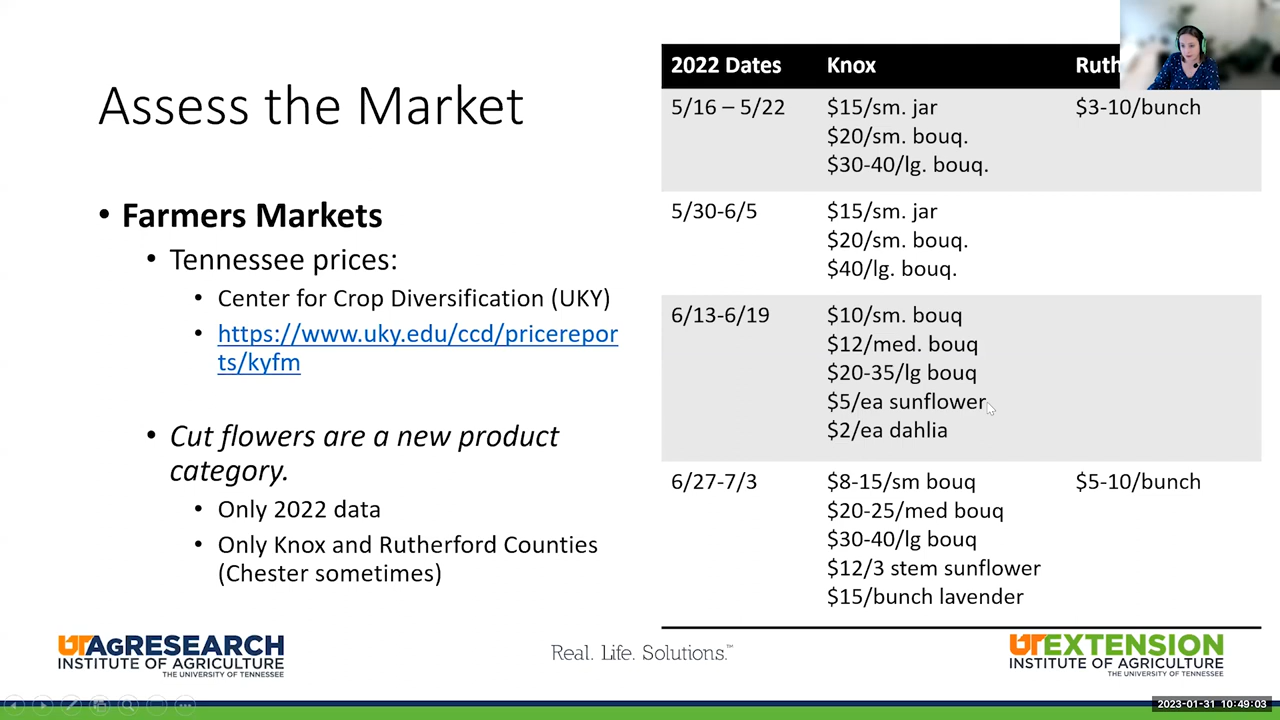 Assess the Market
• Farmers Markets
• Tennessee prices:
• Center for Crop Diversification (UKY)
• https://www.uky.edu/ccd/pricerepor
ts/kyfm
• Cut flowers are a new product
category.
• Only 2022 data
• Only Knox and Rutherford Counties
(Chester sometimes)
2022 Dates Knox Ruth
5/16 – 5/22 $15/sm. jar $3-10/bunch
$20/sm. bouq.
$30-40/lg. bouq.
5/30-6/5 $15/sm. jar
$20/sm. bouq.
$40/lg. bouq.
6/13-6/19 $10/sm. bouq
$12/med. bouq
$20-35/lg bouq
$5/ea sunflower
$2/ea dahlia
6/27-7/3 $8-15/sm bouq $5-10/bunch
$20-25/med bouq
$30-40/lg bouq
$12/3 stem sunflower
$15/bunch lavender
UT AGRESEARCH
INSTITUTE OF AGRICULTURE
THE UNIVERSITY OF TENNESSEE
Real. Life. Solutions.™
UT EXTENSION
INSTITUTE OF AGRICULTURE
THE UNIVERSITY OF TENNESSEE
2023-01-31 10:49:03